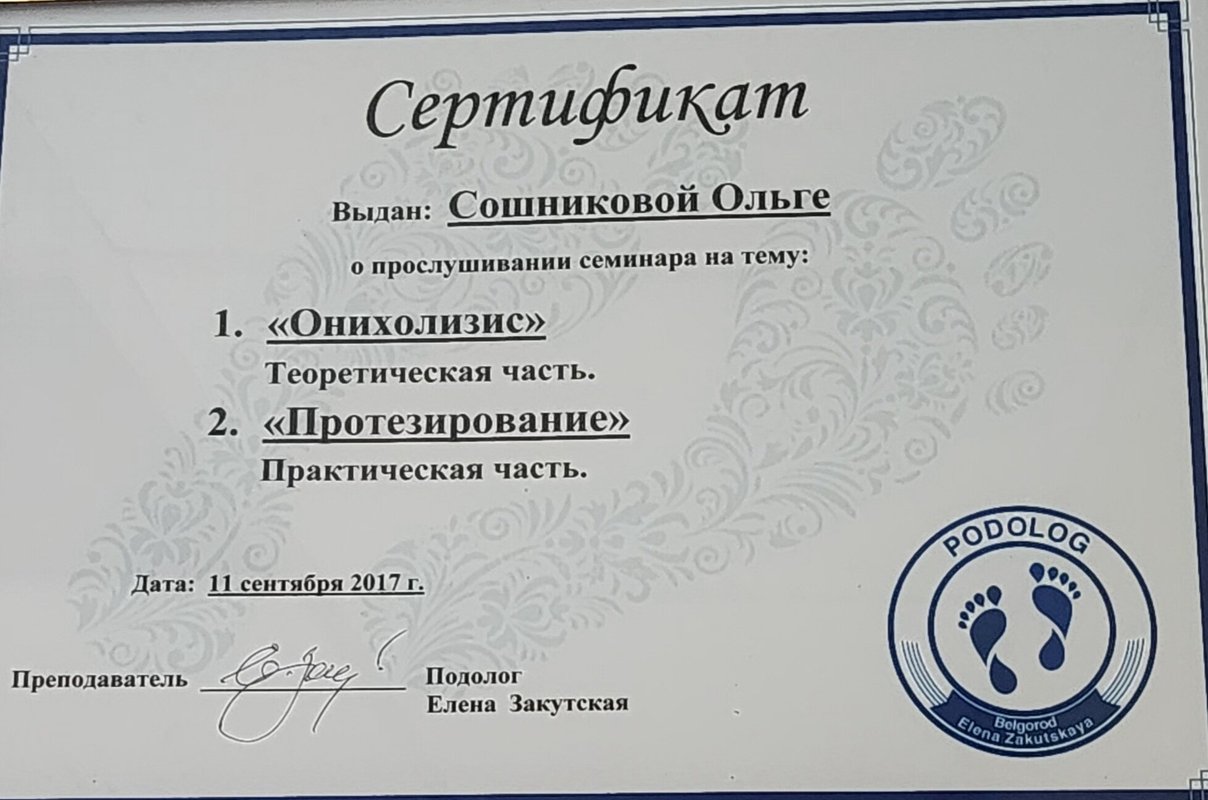 Сертификат
Выдан: Сошниковой Ольге
о прослушивании семинара на тему:
1. «Онихолизис»
Теоретическая часть.
2. «Протезирование»
Практическая часть.
Дата: 11 сентября 2017 г.
Преподаватель
Подолог
Елена Закутская
PODOLOG
Belgorod
Elena Zakutskaya